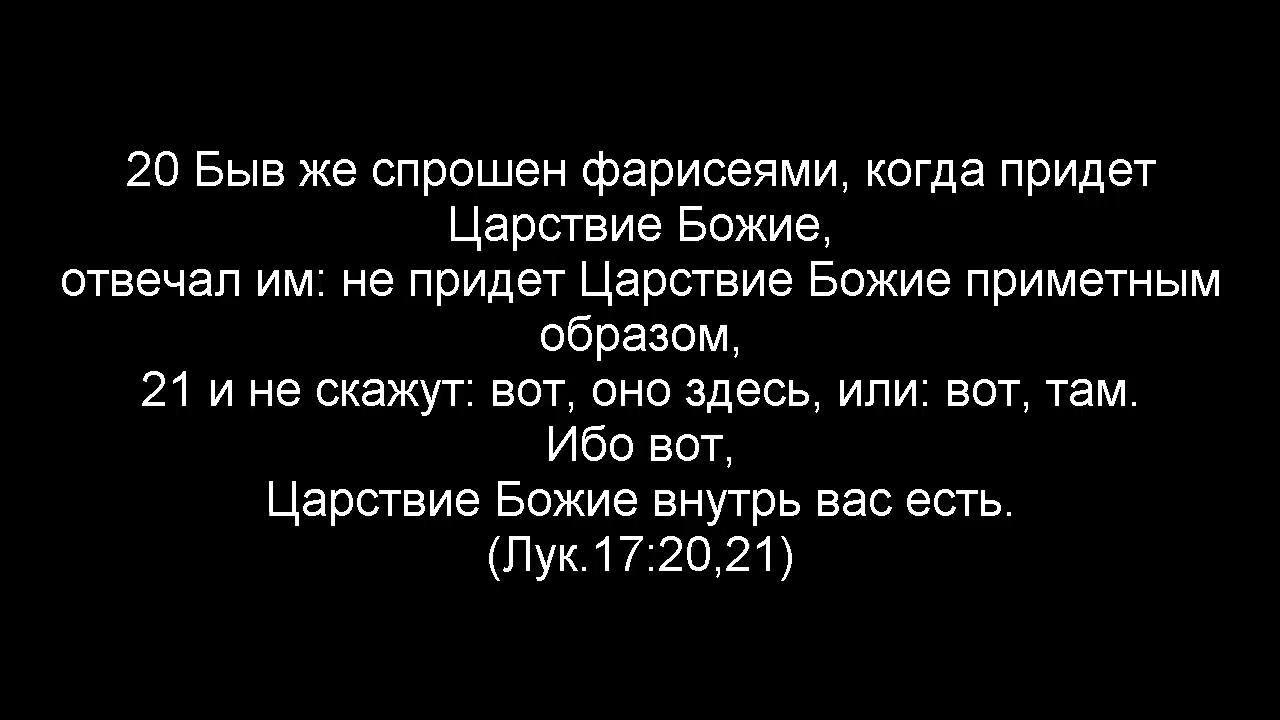 20 Быв же спрошен фарисеями, когда придет
Царствие Божие,
отвечал им: не придет Царствие Божие приметным
образом,
21 и не скажут: вот, оно здесь, или: вот, там.
Ибо вот,
Царствие Божие внутрь вас есть.
(Лук.17:20,21)